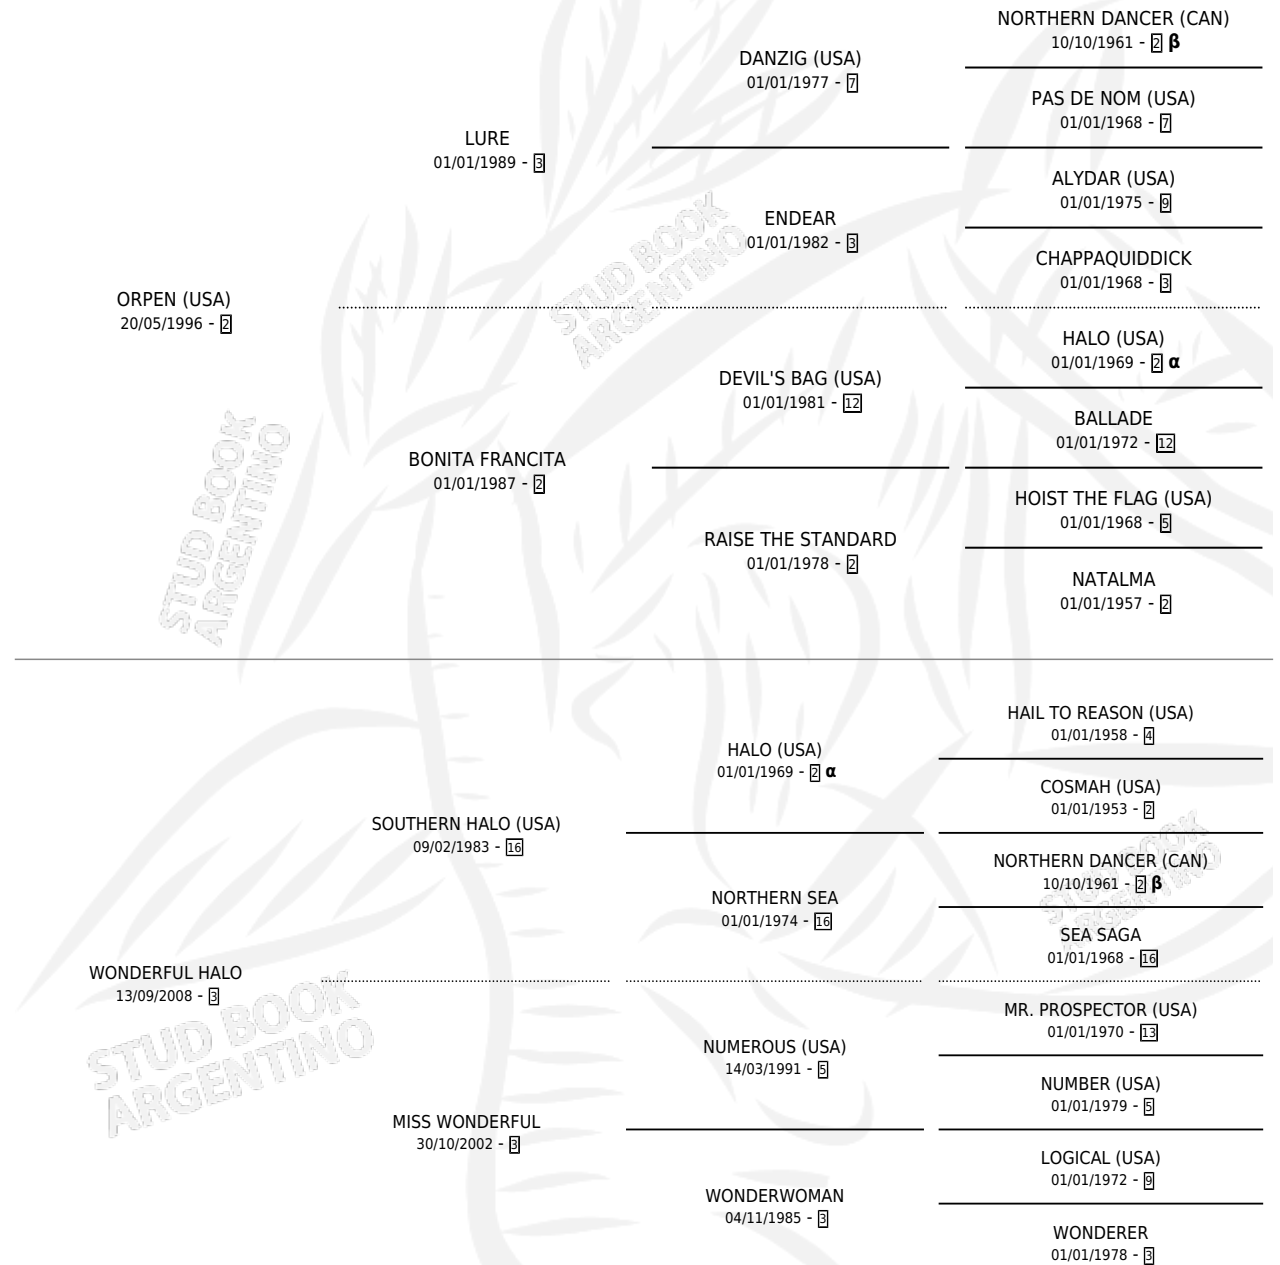 NORTHERN DANCER (CAN)
10/10/1961 - 2 β
DANZIG (USA)
01/01/1977 - 7
PAS DE NOM (USA)
01/01/1968 - 7
LURE
01/01/1989 - 3
ALYDAR (USA)
01/01/1975 - 9
ENDEAR
01/01/1982 - 3
CHAPPAQUIDDICK
01/01/1968 - 3
ORPEN (USA)
20/05/1996 - 2
HALO (USA)
01/01/1969 - 2 α
DEVIL'S BAG (USA)
01/01/1981 - 12
BALLADE
01/01/1972 - 12
BONITA FRANCITA
01/01/1987 - 2
HOIST THE FLAG (USA)
01/01/1968 - 5
RAISE THE STANDARD
01/01/1978 - 2
NATALMA
01/01/1957 - 2
STUD BOOK
ARGENTINO
STUD BOOK
ARGENTINO
HAIL TO REASON (USA)
01/01/1958 - 4
HALO (USA)
01/01/1969 - 2 α
COSMAH (USA)
01/01/1953 - 2
SOUTHERN HALO (USA)
09/02/1983 - 16
NORTHERN DANCER (CAN)
10/10/1961 - 2 β
NORTHERN SEA
01/01/1974 - 16
SEA SAGA
01/01/1968 - 16
WONDERFUL HALO
13/09/2008 - 3
MR. PROSPECTOR (USA)
01/01/1970 - 13
NUMEROUS (USA)
14/03/1991 - 5
NUMBER (USA)
01/01/1979 - 5
MISS WONDERFUL
30/10/2002 - 3
LOGICAL (USA)
01/01/1972 - 9
WONDERWOMAN
04/11/1985 - 3
WONDERER
01/01/1978 - 3
STUD BOOK
ARGENTINO
STUD BOOK
ARGENTINO